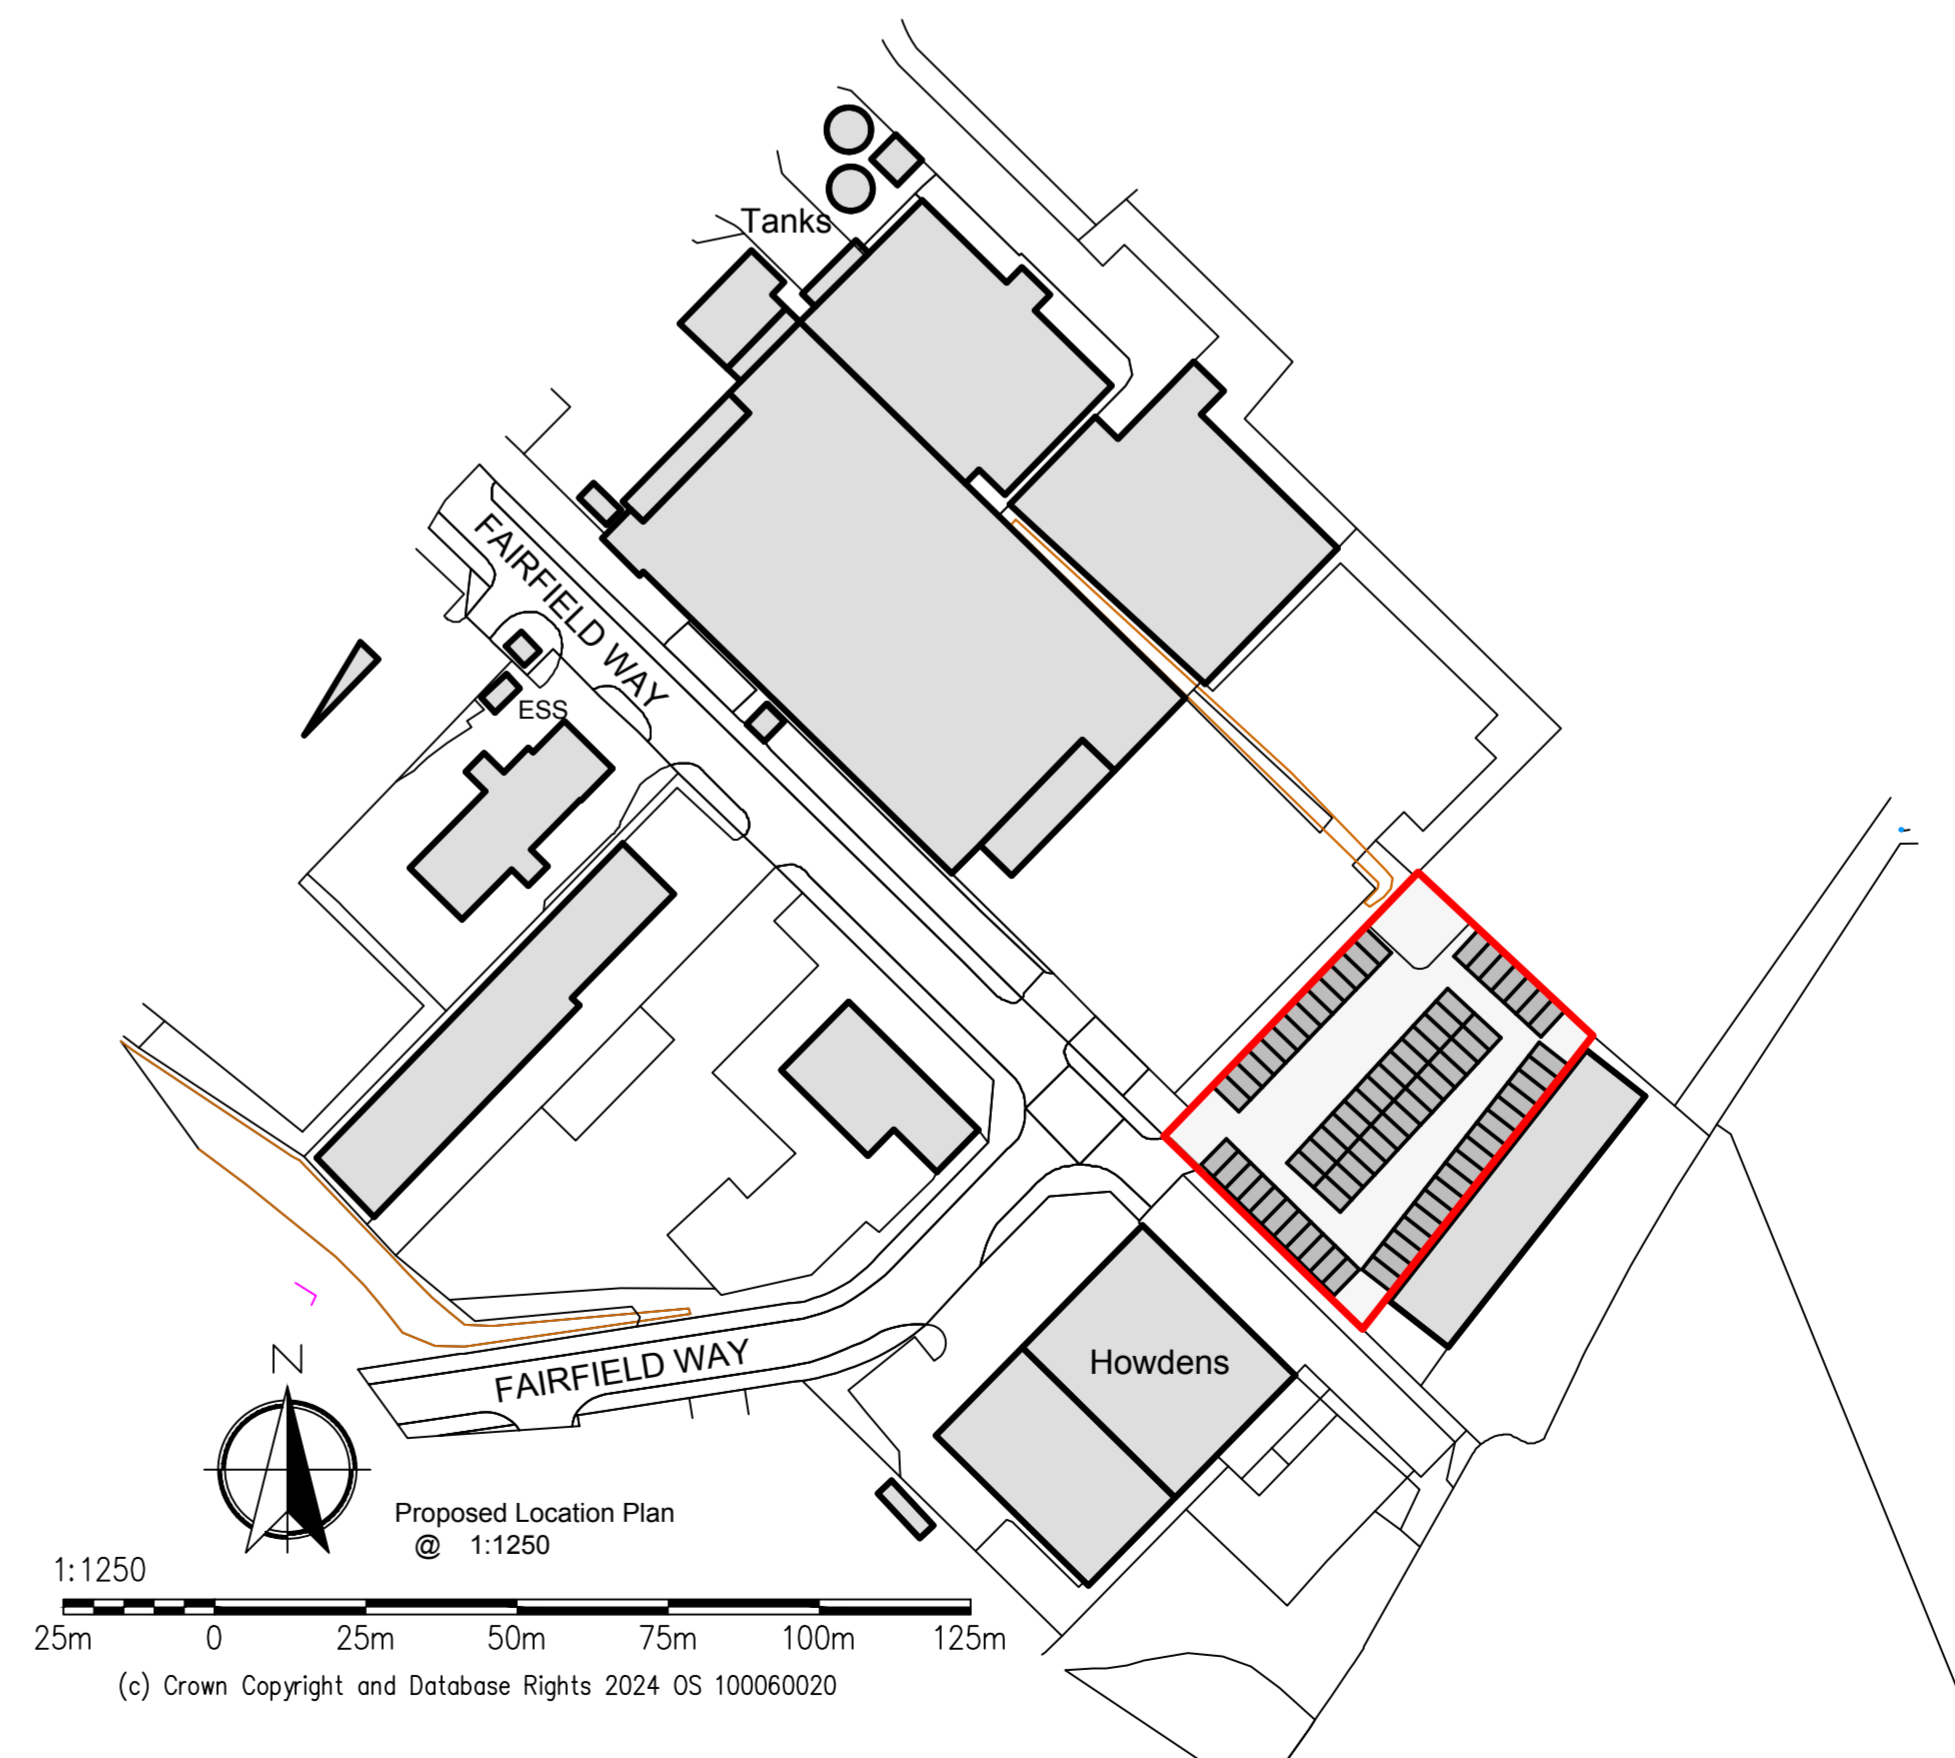 Tanks
FAIRFIELD WAY
ESS
FAIRFIELD WAY
Howdens
N
Proposed Location Plan
@ 1:1250
1:1250
25m 0 25m 50m 75m 100m 125m
(c) Crown Copyright and Database Rights 2024 OS 100060020